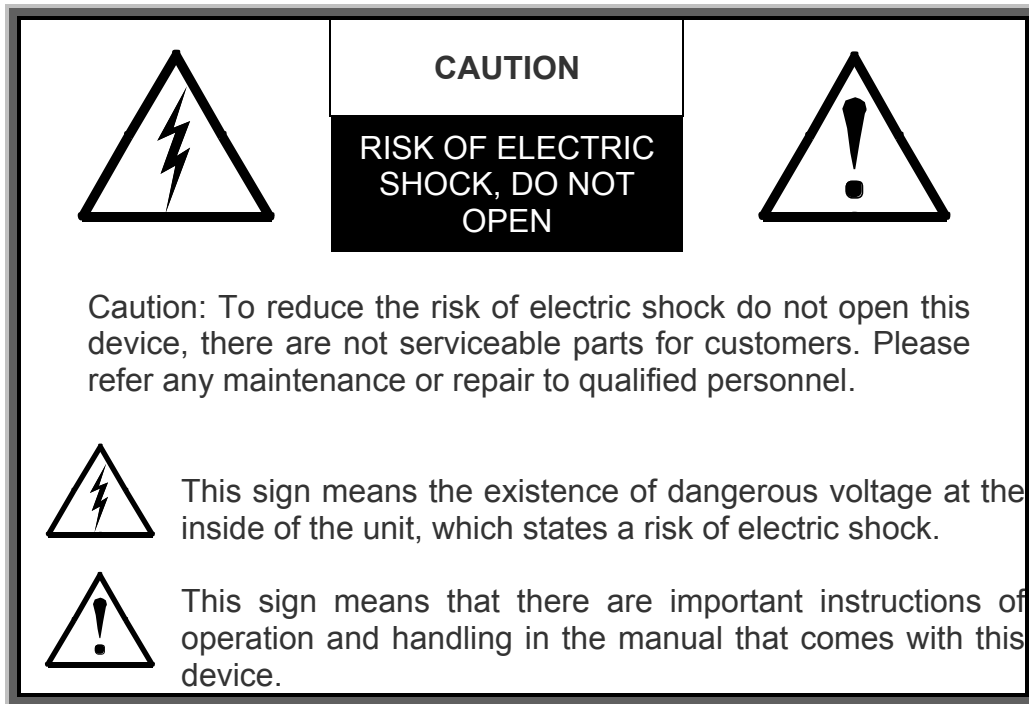 CAUTION
RISK OF ELECTRIC
SHOCK, DO NOT
OPEN
Caution: To reduce the risk of electric shock do not open this
device, there are not serviceable parts for customers. Please
refer any maintenance or repair to qualified personnel.
This sign means the existence of dangerous voltage at the
inside of the unit, which states a risk of electric shock.
This sign means that there are important instructions of
operation and handling in the manual that comes with this
device.